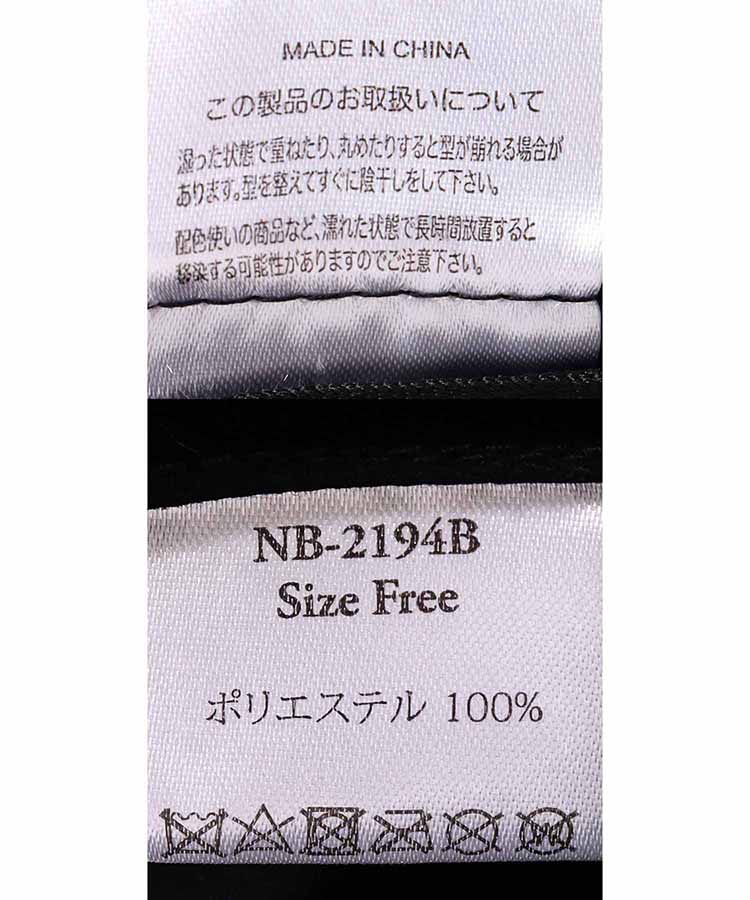 MADE IN CHINA
この製品のお取扱いについて
湿った状態で重ねたり、丸めたりすると型が崩れる場合が
あります。型を整えてすぐに陰干しをして下さい。
配色使いの商品など、濡れた状態で長時間放置すると
移染する可能性がありますのでご注意下さい。
NB-2194B
Size Free
ポリエステル 100%